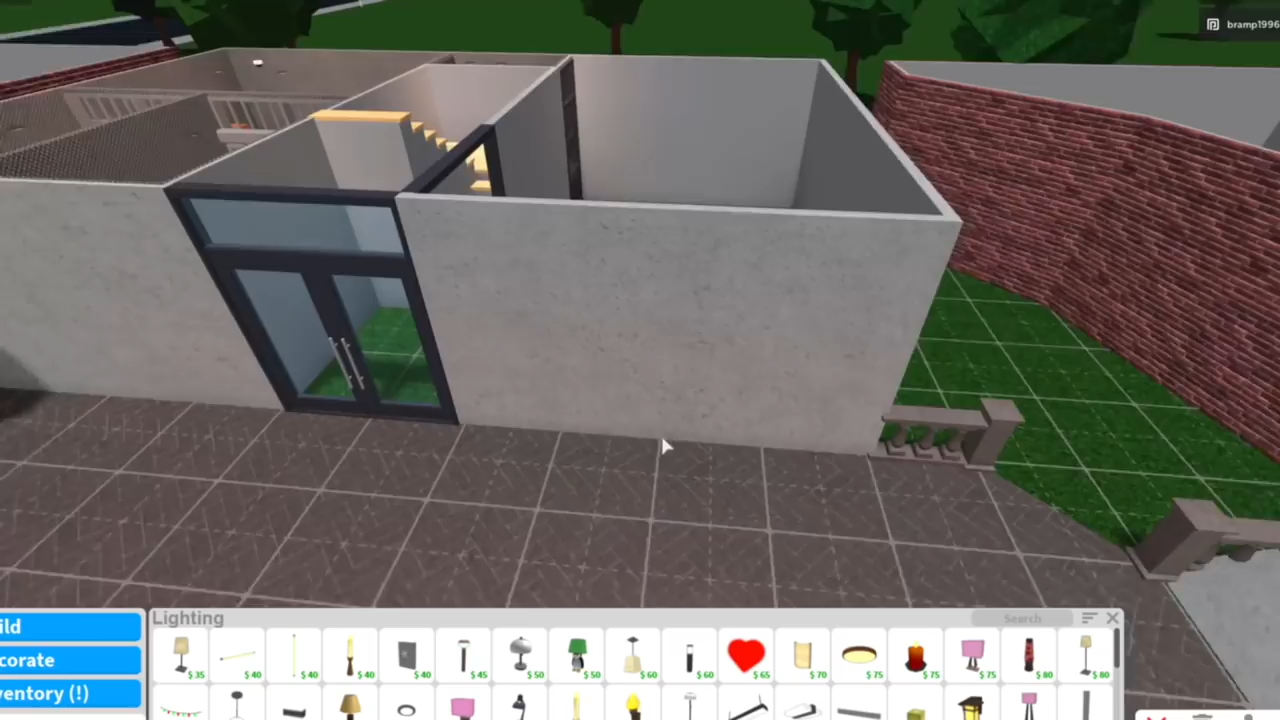 bramp1996
ild
Lighting
Search
corate
ventory (!)
$35 $40 $40 $40 $40 $45 $50 $50 $60 $60 $65 $70 $75 $75 $75 $80 $80